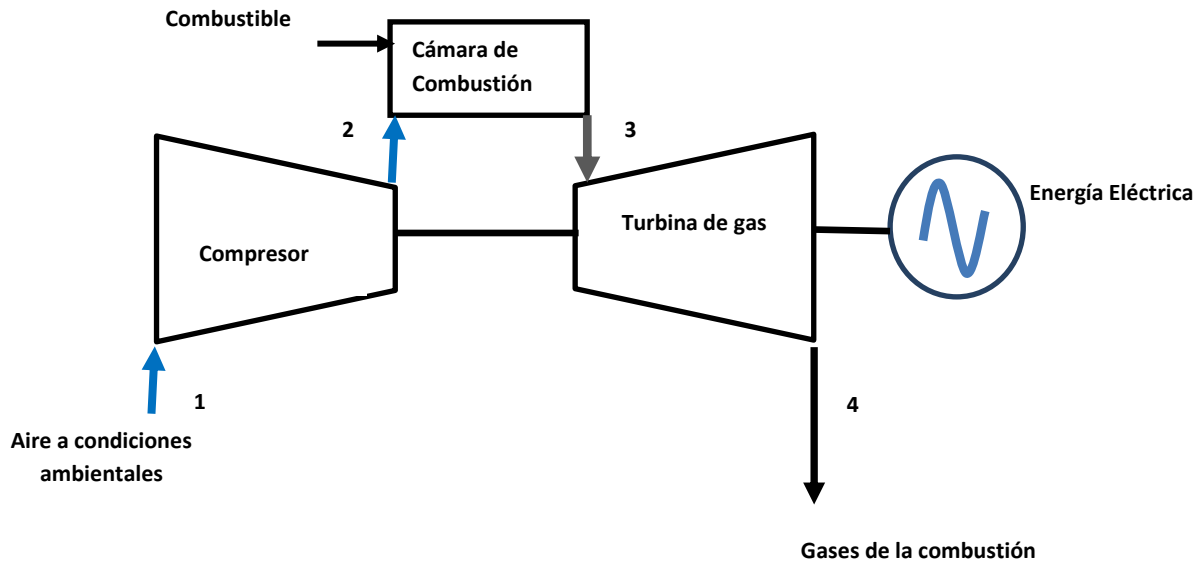 Combustible
Cámara de
Combustión
2
3
Energía Eléctrica
Turbina de gas
Compresor
1
4
Aire a condiciones
ambientales
Gases de la combustión